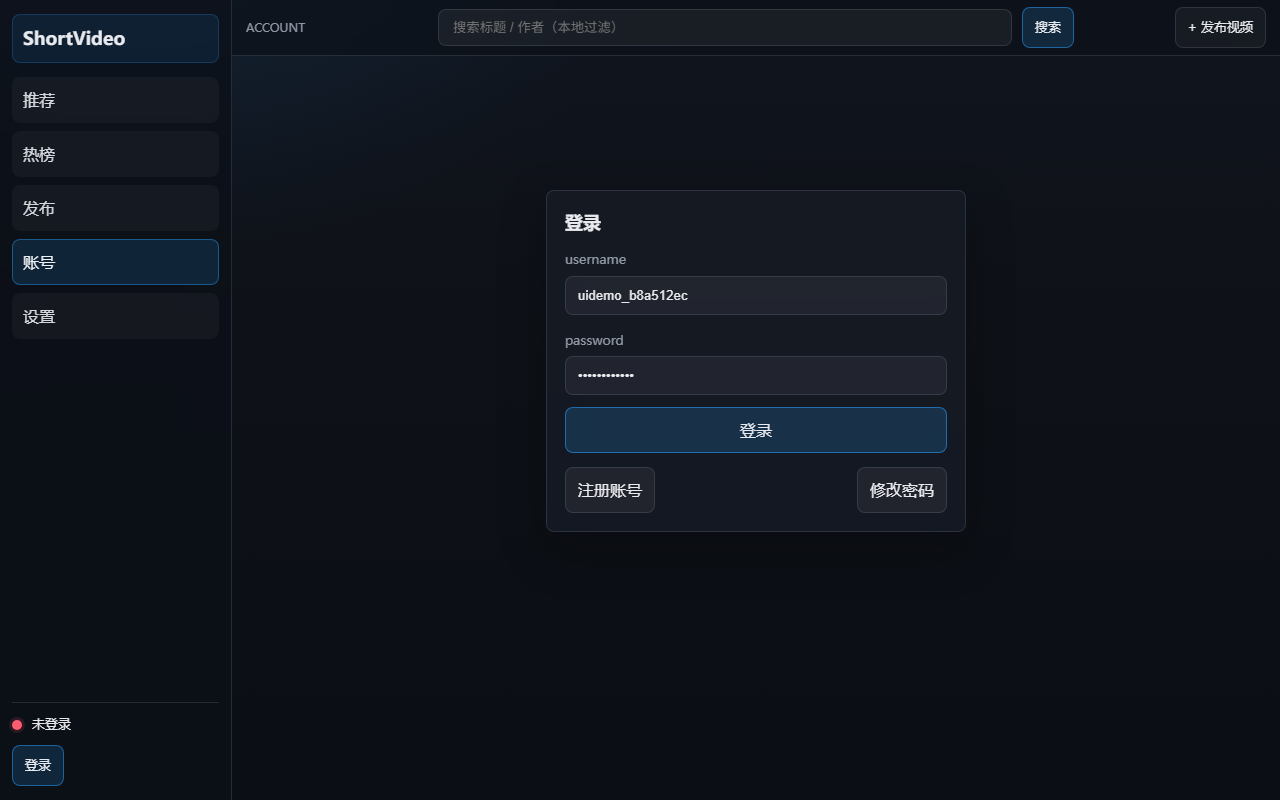 ShortVideo
推荐
热榜
发布
账号
设置
未登录
登录
ACCOUNT
搜索标题 / 作者（本地过滤）
搜索
+ 发布视频
登录
username
uidemo_b8a512ec
password
••••••••••••
登录
注册账号
修改密码